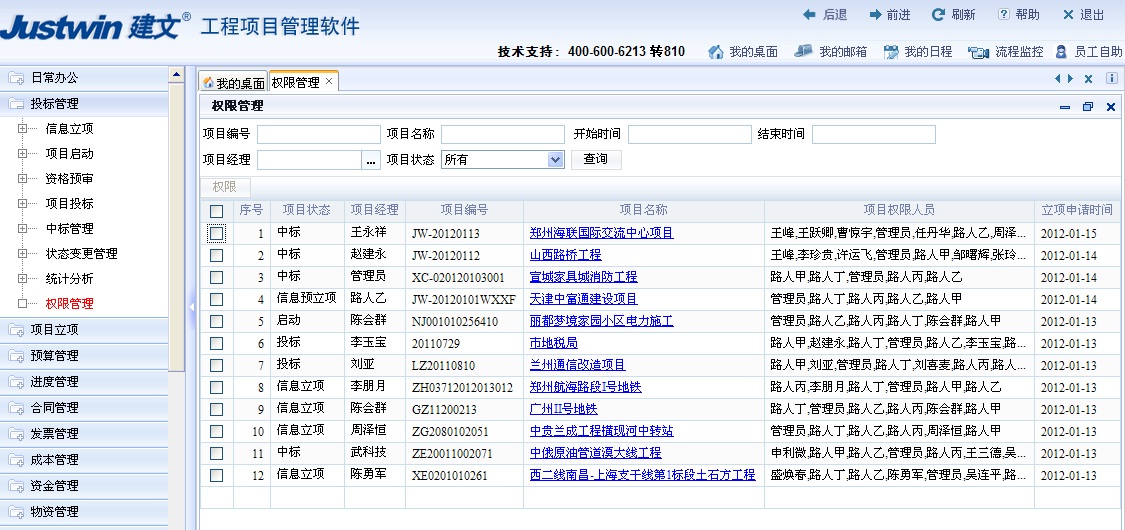 Justwin 建文® 工程项目管理软件
后退 前进 刷新 帮助 退出
技术支持：400-600-6213 转810 我的桌面 我的邮箱 我的日程 流程监控 员工自助
日常办公
投标管理
信息立项
项目启动
资格预审
项目投标
中标管理
状态变更管理
统计分析
权限管理
项目立项
预算管理
进度管理
合同管理
发票管理
成本管理
资金管理
物资管理
我的桌面 权限管理
权限管理
项目编号 项目名称 开始时间 结束时间
项目经理 ... 项目状态 所有 查询
权限
序号 项目状态 项目经理 项目编号 项目名称 项目权限人员 立项申请时间
1 中标 王永祥 JW-20120113 郑州海联国际交流中心项目 王峰,王跃卿,曹惊宇,管理员,任丹华,路人乙,周泽... 2012-01-15
2 中标 赵建永 JW-20120112 山西路桥工程 王峰,李珍贵,许运飞,管理员,路人甲,邹曙辉,张玲... 2012-01-14
3 中标 管理员 XC-020120103001 宣城家具城消防工程 路人甲,路人丁,管理员,路人丙,路人乙 2012-01-14
4 信息预立项 路人乙 JW-20120101WXXF 天津中富通建设项目 管理员,路人丁,路人丙,路人乙,路人甲 2012-01-14
5 启动 陈会群 NJ001010256410 丽都梦境家园小区电力施工 管理员,路人乙,路人丙,路人丁,陈会群,路人甲 2012-01-13
6 投标 李玉宝 20110729 市地税局 路人甲,赵建永,路人丁,管理员,路人乙,李玉宝,路... 2012-01-13
7 投标 刘亚 LZ20110810 兰州通信改造项目 路人甲,刘亚,管理员,路人丁,刘喜麦,路人丙,路人... 2012-01-13
8 信息立项 李朋月 ZH03712012013012 郑州航海路段I号地铁 路人丙,李朋月,路人丁,管理员,路人甲,路人乙 2012-01-13
9 信息立项 陈会群 GZ11200213 广州II号地铁 路人丁,管理员,路人乙,路人丙,陈会群,路人甲 2012-01-13
10 信息立项 周泽恒 ZG2080102051 中贵兰成工程横现河中转站 管理员,路人丁,路人乙,路人丙,周泽恒,路人甲 2012-01-13
11 中标 武科技 ZE20011002071 中俄原油管道漠大线工程 申利微,路人甲,路人乙,管理员,路人丙,王三德,吴... 2012-01-13
12 信息立项 陈勇军 XE0201010261 西二线南昌-上海支干线第1标段土石方工程 盛焕春,路人丁,路人乙,陈勇军,管理员,吴连平,路... 2012-01-13